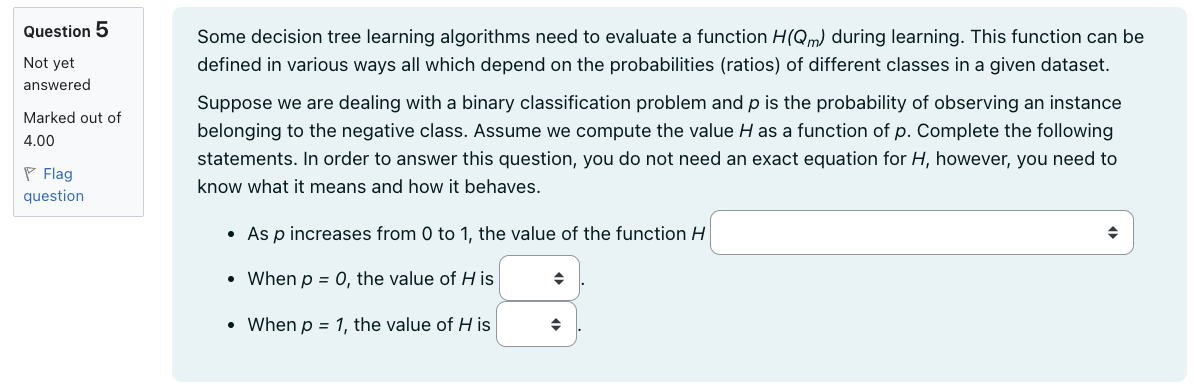 Question 5
Not yet
answered
Marked out of
4.00
Flag
question
Some decision tree learning algorithms need to evaluate a function H(Qm) during learning. This function can be
defined in various ways all which depend on the probabilities (ratios) of different classes in a given dataset.
Suppose we are dealing with a binary classification problem and p is the probability of observing an instance
belonging to the negative class. Assume we compute the value H as a function of p. Complete the following
statements. In order to answer this question, you do not need an exact equation for H, however, you need to
know what it means and how it behaves.
• As p increases from 0 to 1, the value of the function H
• When p = 0, the value of H is .
• When p = 1, the value of H is .